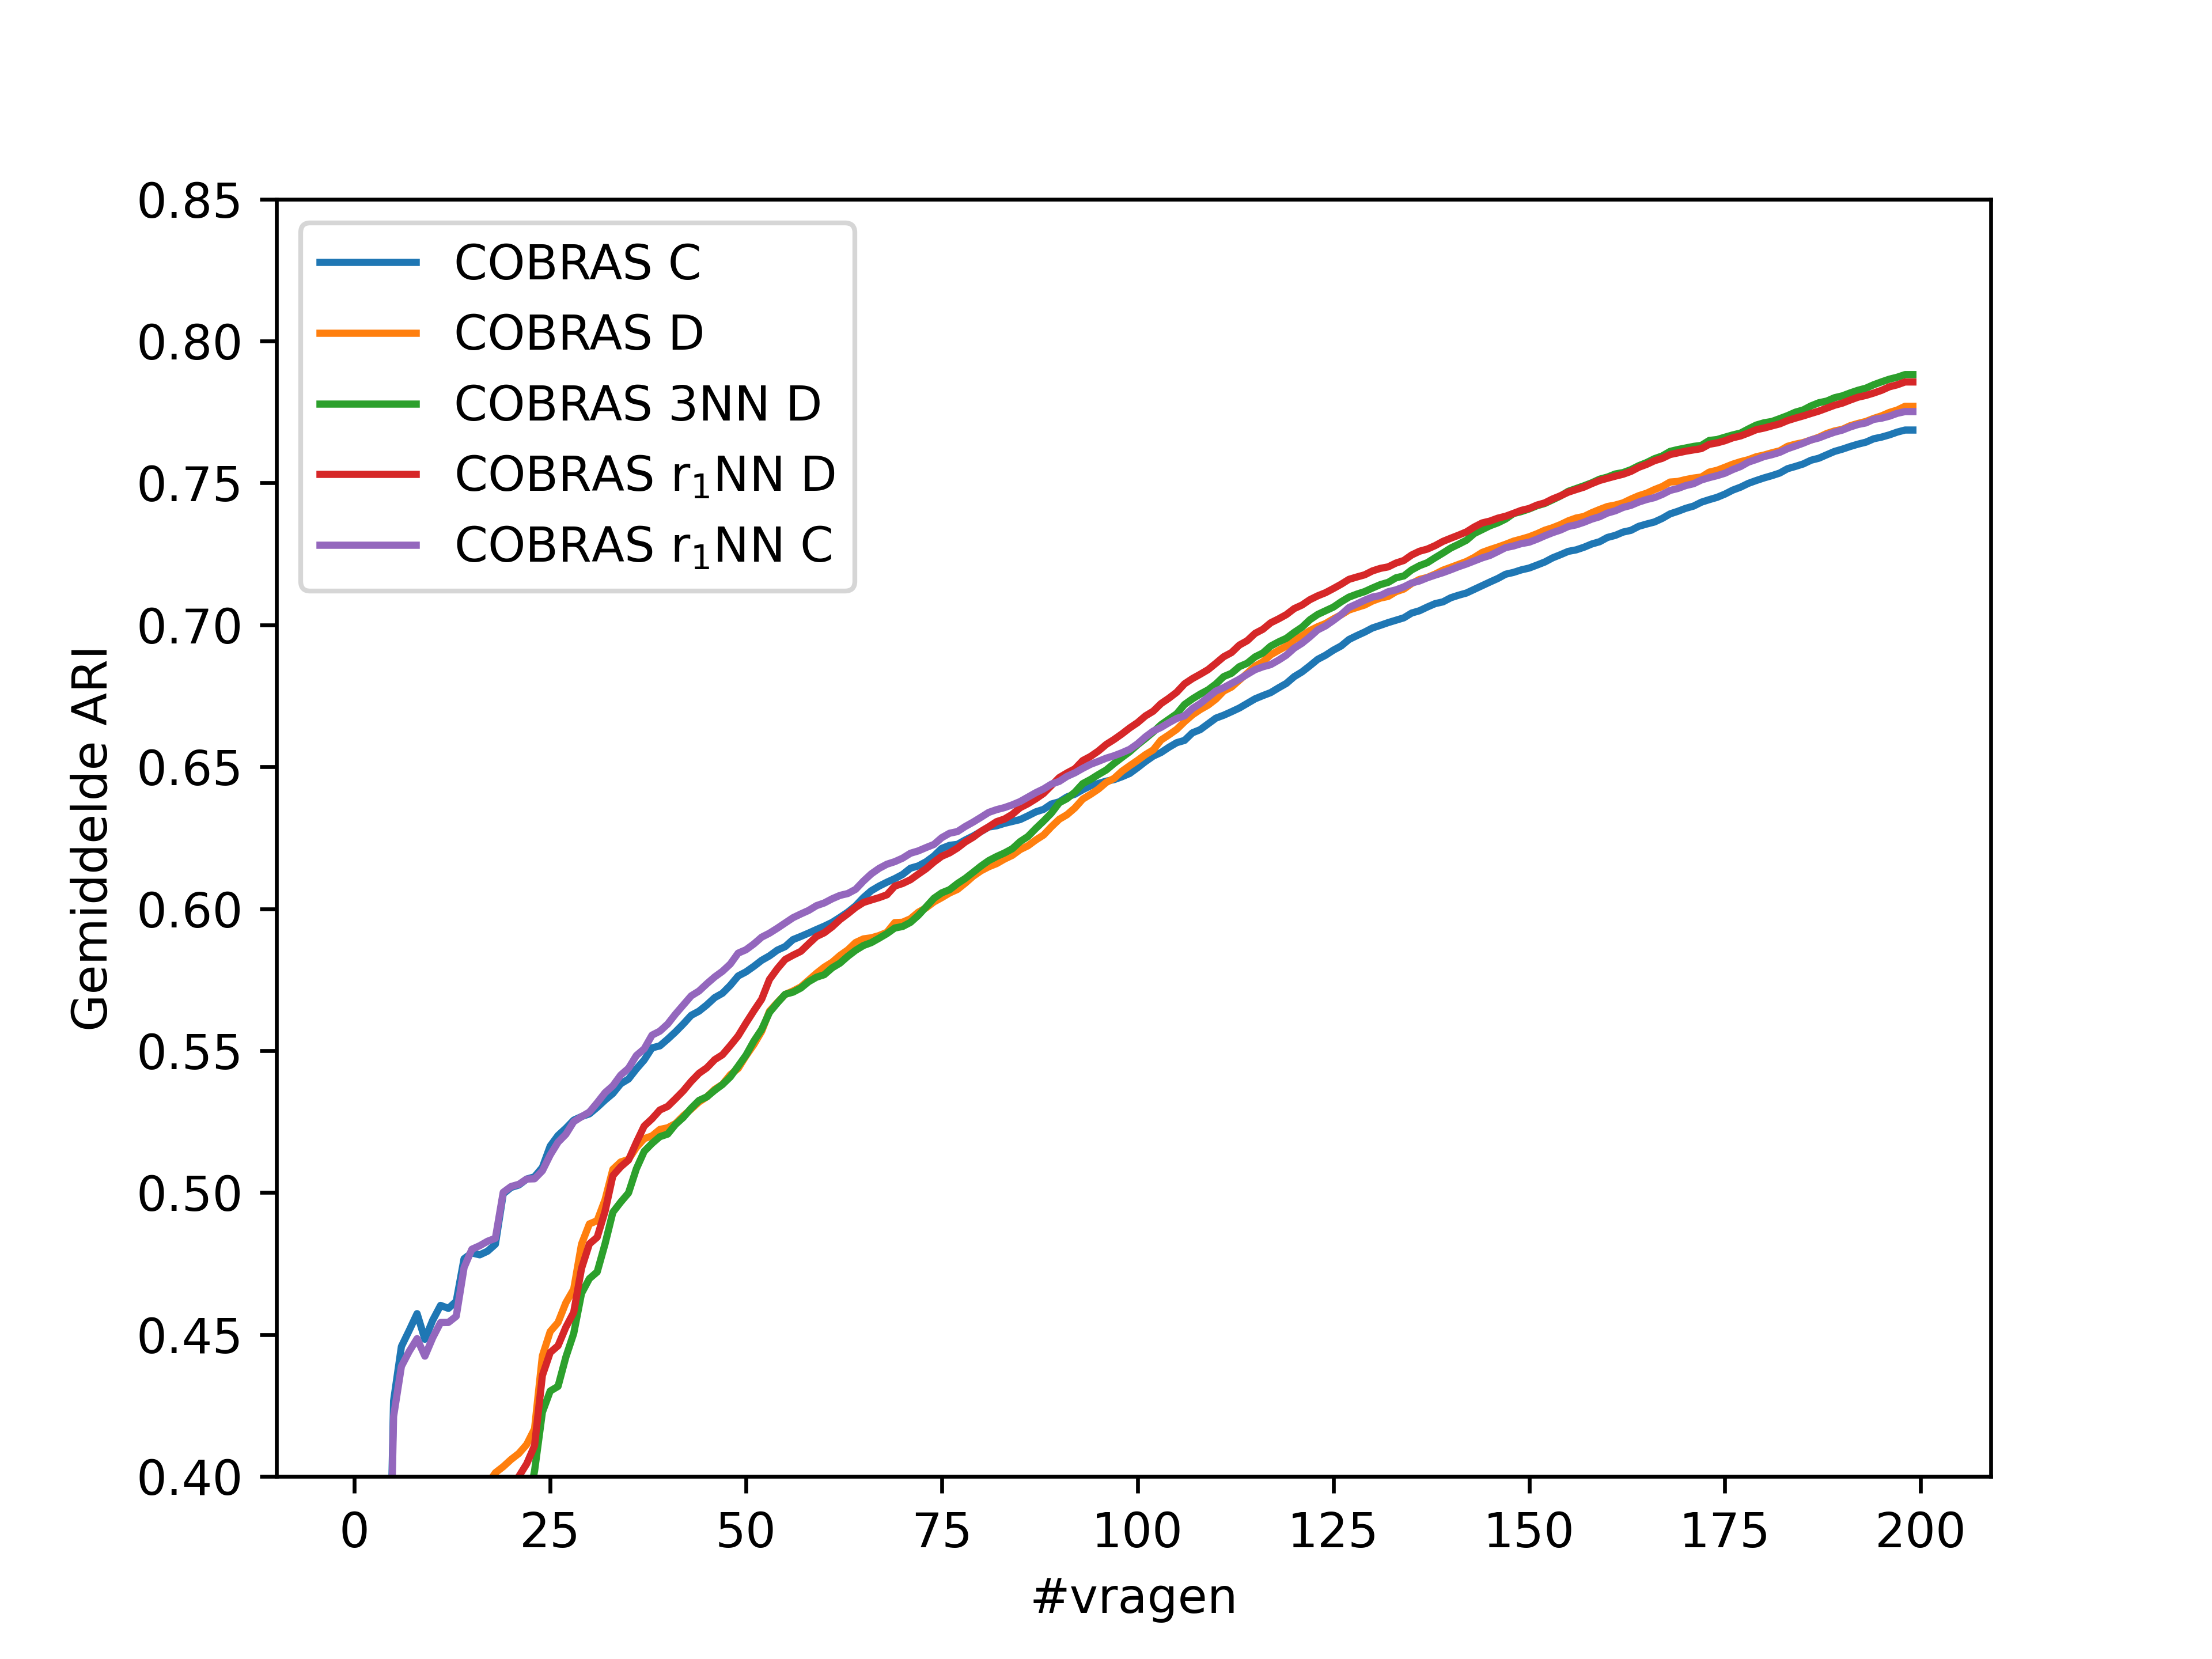 0.85
0.80
0.75
0.70
0.65
0.60
0.55
0.50
0.45
0.40
Gemiddelde ARI
COBRAS C
COBRAS D
COBRAS 3NN D
COBRAS r₁NN D
COBRAS r₁NN C
0 25 50 75 100 125 150 175 200
#vragen